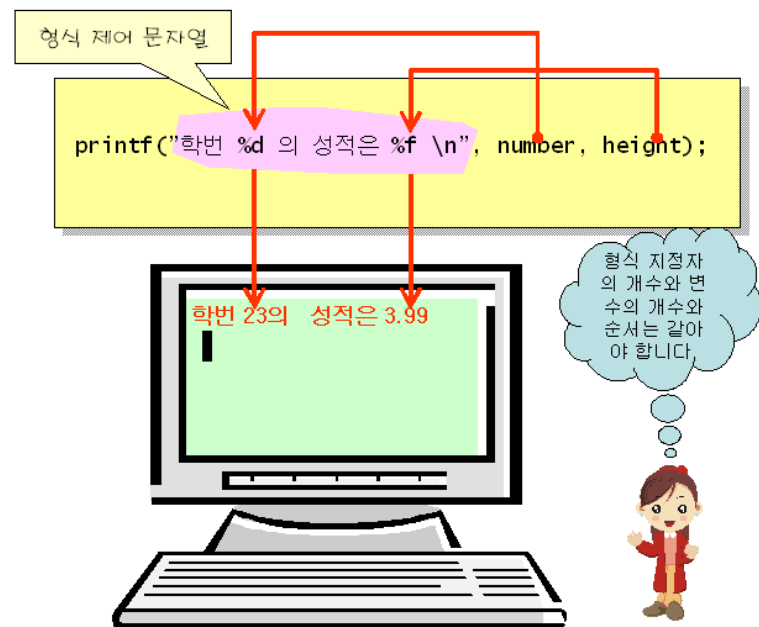 형식 제어 문자열
printf("학번 %d 의 성적은 %f \n", number, height);
학번 23의 성적은 3.99
형식 지정자
의 개수와 변
수의 개수와
순서는 같아
야 합니다